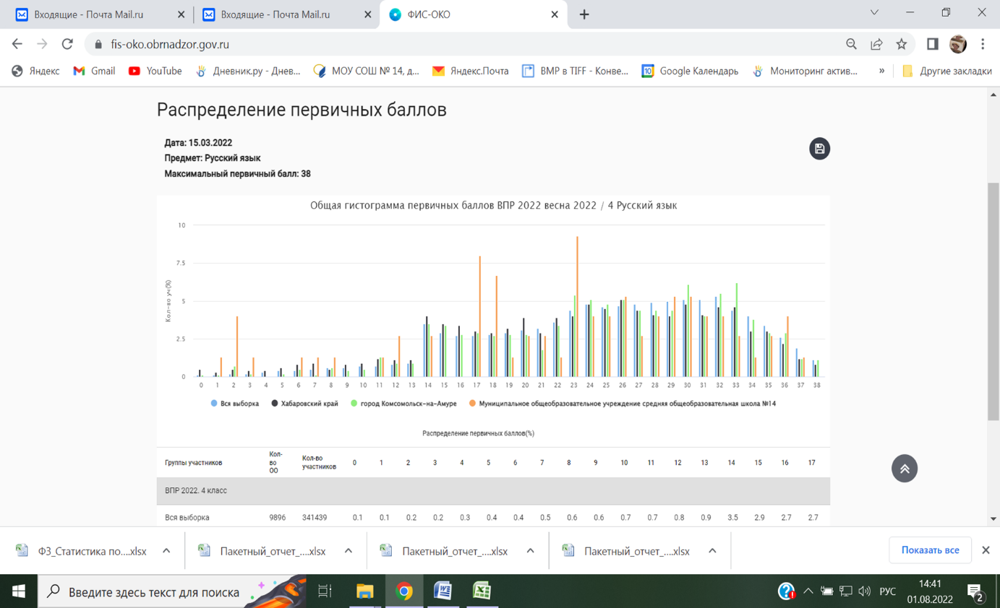 Входящие - Почта Mail.ru
Входящие - Почта Mail.ru
ФИС-ОКО
fis-oko.obrnadzor.gov.ru
Яндекс
Gmail
YouTube
Дневник.ру - Днев...
МОУ СОШ № 14, д...
Яндекс.Почта
BMP в TIFF - Конве...
10
Google Календарь
Мониторинг актив...
»
Другие закладки
Распределение первичных баллов
Дата: 15.03.2022
Предмет: Русский язык
Максимальный первичный балл: 38
Общая гистограмма первичных баллов ВПР 2022 весна 2022 / 4 Русский язык
Кол-во уч(%)
10
7.5
5
2.5
0
0 1 2 3 4 5 6 7 8 9 10 11 12 13 14 15 16 17 18 19 20 21 22 23 24 25 26 27 28 29 30 31 32 33 34 35 36 37 38
Вся выборка Хабаровский край город Комсомольск-на-Амуре Муниципальное общеобразовательное учреждение средняя общеобразовательная школа №14
Распределение первичных баллов(%)
Группы участников Кол-во ОО Кол-во участников 0 1 2 3 4 5 6 7 8 9 10 11 12 13 14 15 16 17
ВПР 2022. 4 класс
Вся выборка 9896 341439 0.1 0.1 0.2 0.2 0.3 0.4 0.4 0.5 0.6 0.6 0.7 0.7 0.8 0.9 3.5 2.9 2.7 2.7
ФЗ_Статистика по....xlsx
Пакетный_отчет_....xlsx
Пакетный_отчет_....xlsx
Пакетный_отчет_....xlsx
Показать все
Введите здесь текст для поиска
РУС
14:41
01.08.2022
2